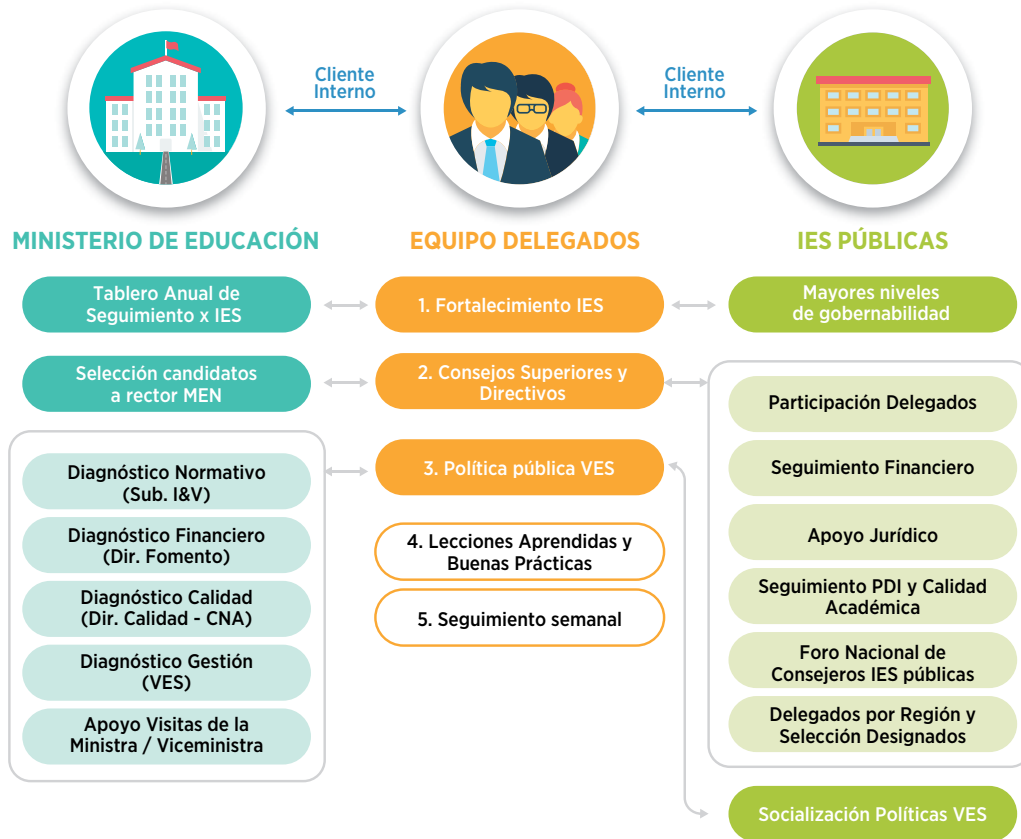 Cliente
Interno
Cliente
Interno
MINISTERIO DE EDUCACIÓN
EQUIPO DELEGADOS
IES PÚBLICAS
Tablero Anual de
Seguimiento x IES
1. Fortalecimiento IES
Mayores niveles
de gobernabilidad
Selección candidatos
a rector MEN
2. Consejos Superiores y
Directivos
Participación Delegados
Diagnóstico Normativo
(Sub. I&V)
3. Política pública VES
Seguimiento Financiero
Diagnóstico Financiero
(Dir. Fomento)
4. Lecciones Aprendidas y
Buenas Prácticas
Apoyo Jurídico
Diagnóstico Calidad
(Dir. Calidad - CNA)
5. Seguimiento semanal
Seguimiento PDI y Calidad
Académica
Diagnóstico Gestión
(VES)
Foro Nacional de
Consejeros IES públicas
Apoyo Visitas de la
Ministra / Viceministra
Delegados por Región y
Selección Designados
Socialización Políticas VES